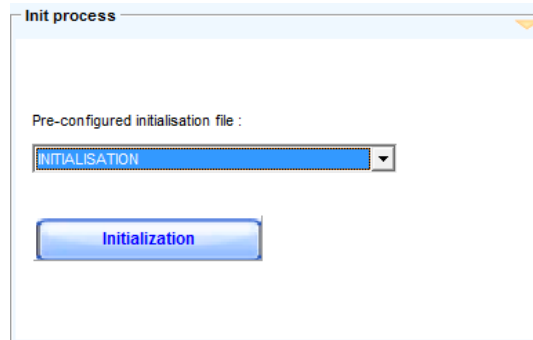 Init process
Pre-configured initialisation file :
INITIALISATION
Initialization